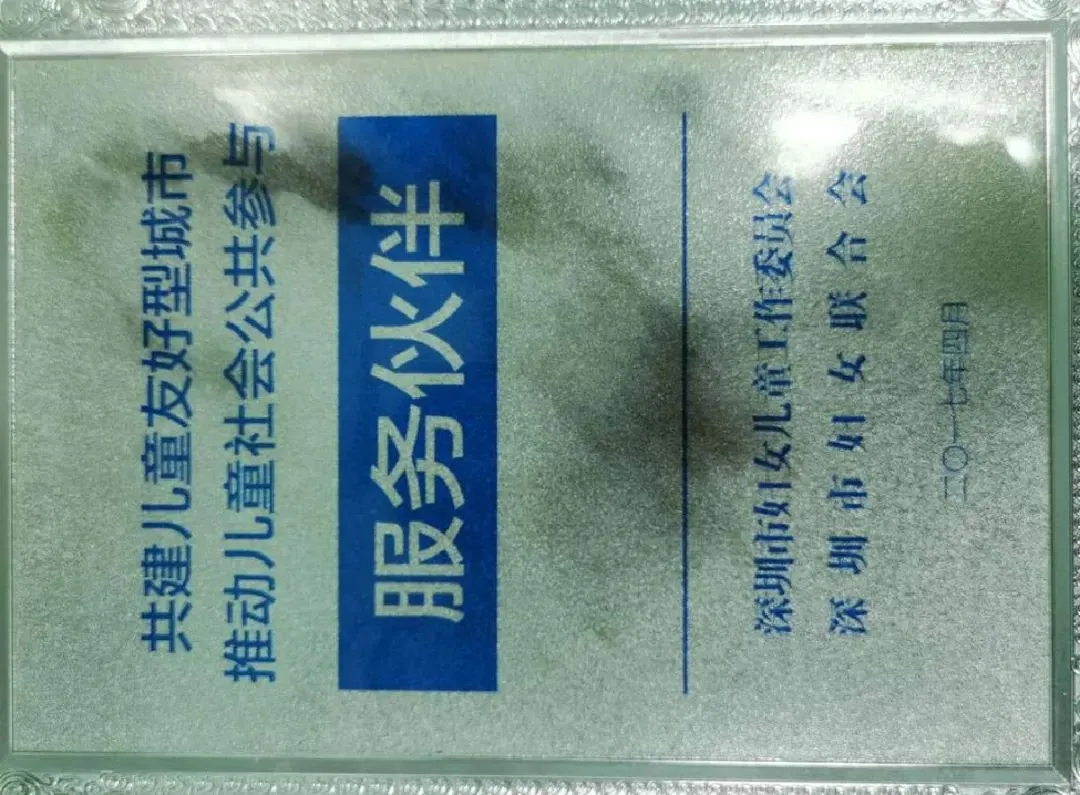 共建儿童友好型城市
推动儿童社会公共参与
服务伙伴
深圳市妇女儿童工作委员会
深圳市妇女联合会
二〇一七年四月